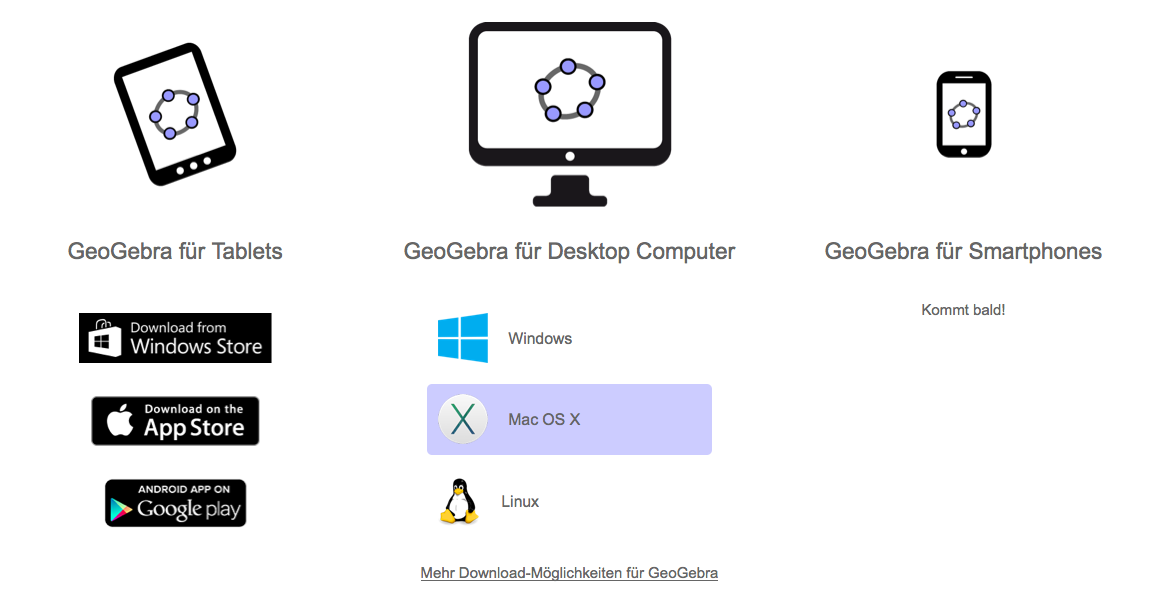 GeoGebra für Tablets
Download from
Windows Store
Download on the
App Store
ANDROID APP ON
Google play
GeoGebra für Desktop Computer
Windows
Mac OS X
Linux
Mehr Download-Möglichkeiten für GeoGebra
GeoGebra für Smartphones
Kommt bald!